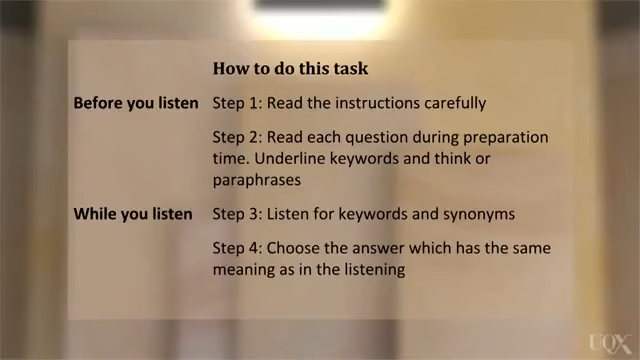 How to do this task
Before you listen Step 1: Read the instructions carefully
Step 2: Read each question during preparation
time. Underline keywords and think or
paraphrases
While you listen Step 3: Listen for keywords and synonyms
Step 4: Choose the answer which has the same
meaning as in the listening
UQX